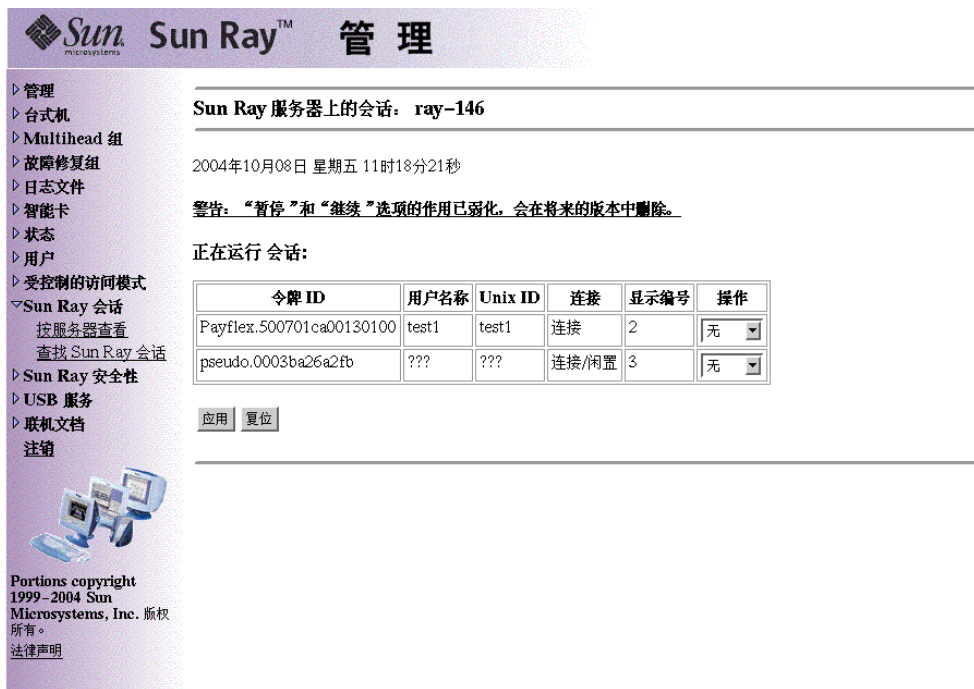 Sun microsystems Sun Ray™ 管 理
管理
台式机
Multihead 组
故障修复组
日志文件
智能卡
状态
用户
受控制的访问模式
Sun Ray 会话
按服务器查看
查找 Sun Ray 会话
Sun Ray 安全性
USB 服务
联机文档
注销
Portions copyright
1999-2004 Sun
Microsystems, Inc. 版权
所有。
法律声明
Sun Ray 服务器上的会话: ray-146
2004年10月08日 星期五 11时18分21秒
警告: “暂停”和“继续”选项的作用已弱化，会在将来的版本中删除。
正在运行 会话:
令牌 ID 用户名称 Unix ID 连接 显示编号 操作
Payflex.500701ca00130100 test1 test1 连接 2 无
pseudo.0003ba26a2fb ??? ??? 连接/闲置 3 无
应用 复位